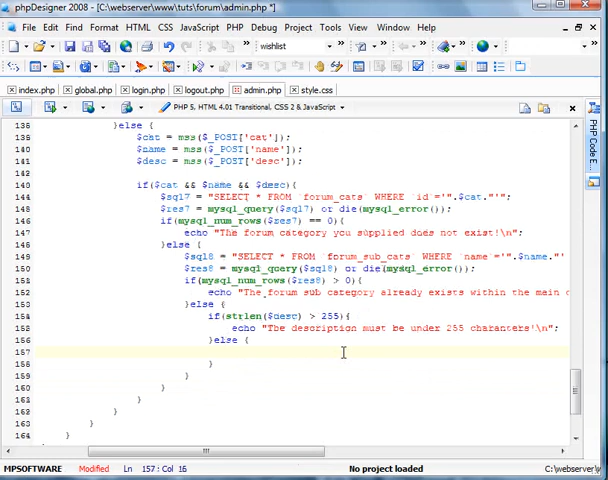 phpDesigner 2008 - [C:\webserver\www\tuts\forum\admin.php *]
File Edit Find Format HTML CSS JavaScript PHP Debug Project Tools View Window Help
wishlist
index.php global.php login.php logout.php admin.php style.css
PHP 5, HTML 4.01 Transitional, CSS 2 & JavaScript
138 }else {
139 $cat = mss($_POST['cat']);
140 $name = mss($_POST['name']);
141 $desc = mss($_POST['desc']);
142
143 if($cat && $name && $desc){
144 $sql7 = "SELECT * FROM `forum_cats` WHERE `id`='".$cat."'";
145 $res7 = mysql_query($sql7) or die(mysql_error());
146 if(mysql_num_rows($res7) == 0){
147 echo "The forum category you supplied does not exist!\n";
148 }else {
149 $sql8 = "SELECT * FROM `forum_sub_cats` WHERE `name`='".$name."'
150 $res8 = mysql_query($sql8) or die(mysql_error());
151 if(mysql_num_rows($res8) > 0){
152 echo "The forum sub category already exists within the main
153 }else {
154 if(strlen($desc) > 255){
155 echo "The description must be under 255 characters!\n";
156 }else {
157
158 }
159 }
160 }
161 }
162 }
163 }
164 }
PHP Code E
MPSOFTWARE Modified Ln 157 : Col 16 No project loaded C:\webserver\w